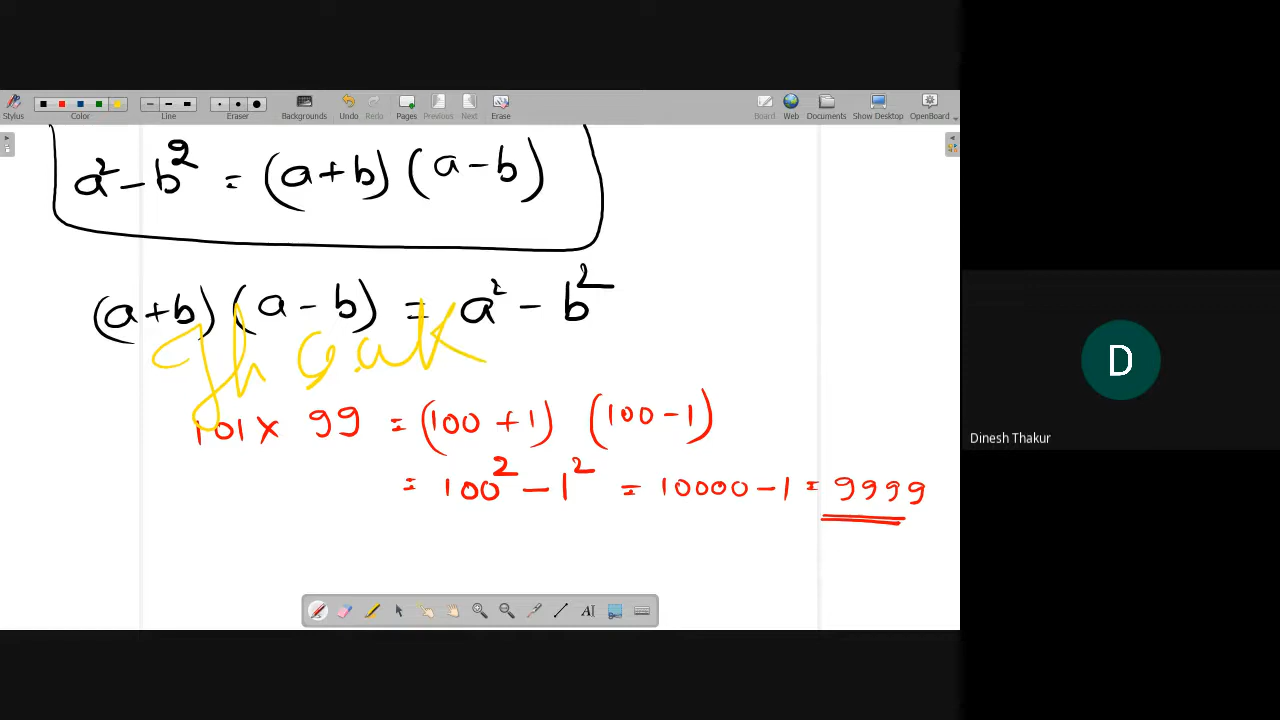 Stylus Color Line Eraser Backgrounds Undo Redo Pages Previous Next Erase Board Web Documents Show Desktop OpenBoard
a² - b² = (a+b) (a-b)
(a+b) (a-b) = a² - b²
101 x 99 = (100 + 1) (100 - 1)
= 100² - 1² = 10000 - 1 = 9999
D
Dinesh Thakur